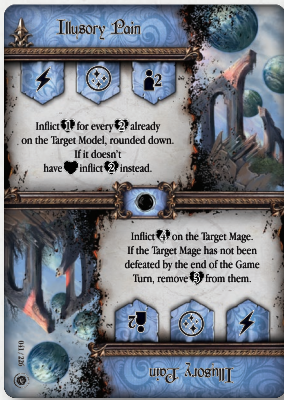 Illusory Pain
2
Inflict 1 for every 2 already
on the Target Model, rounded down.
If it doesn't
have inflict 2 instead.
Inflict 4 on the Target Mage.
If the Target Mage has not been
defeated by the end of the Game
Turn, remove 3 from them.
2
Illusory Pain
041 / 226